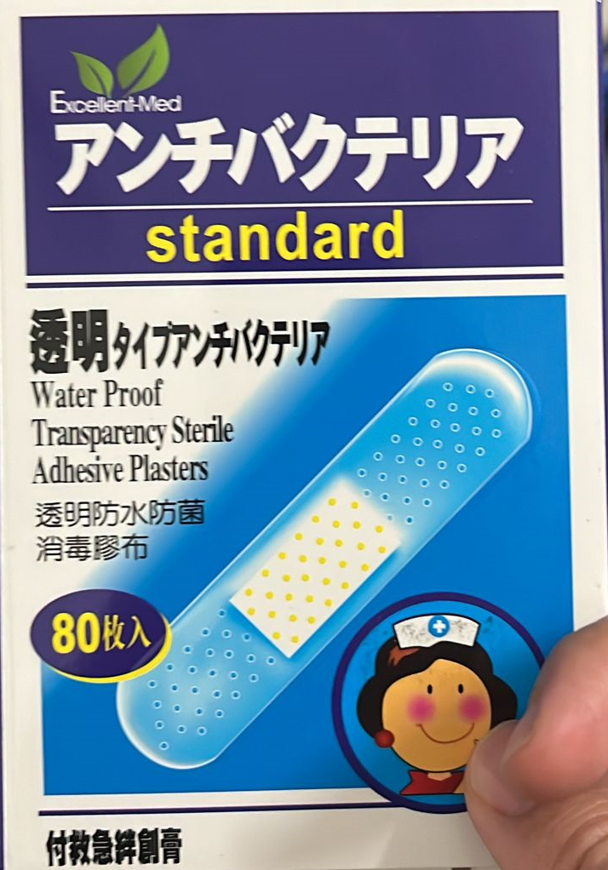 Excellent-Med
アンチバクテリア
standard
透明タイプアンチバクテリア
Water Proof
Transparency Sterile
Adhesive Plasters
透明防水防菌
消毒膠布
80枚入
付救急絆創膏